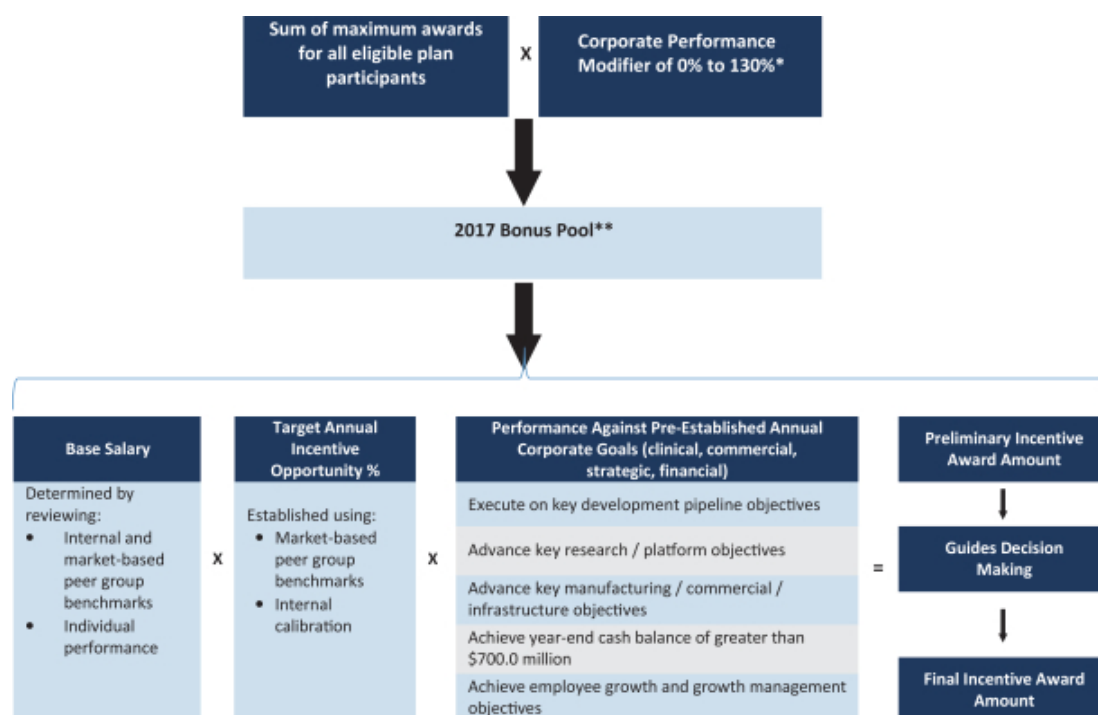 Sum of maximum awards
for all eligible plan
participants
X
Corporate Performance
Modifier of 0% to 130%*
2017 Bonus Pool**
Base Salary
Determined by
reviewing:
• Internal and
market-based
peer group
benchmarks
• Individual
performance
X
Target Annual
Incentive
Opportunity %
Established using:
• Market-based
peer group
benchmarks
• Internal
calibration
X
Performance Against Pre-Established Annual
Corporate Goals (clinical, commercial,
strategic, financial)
Execute on key development pipeline objectives
Advance key research / platform objectives
Advance key manufacturing / commercial /
infrastructure objectives
Achieve year-end cash balance of greater than
$700.0 million
Achieve employee growth and growth management
objectives
=
Preliminary Incentive
Award Amount
Guides Decision
Making
Final Incentive Award
Amount